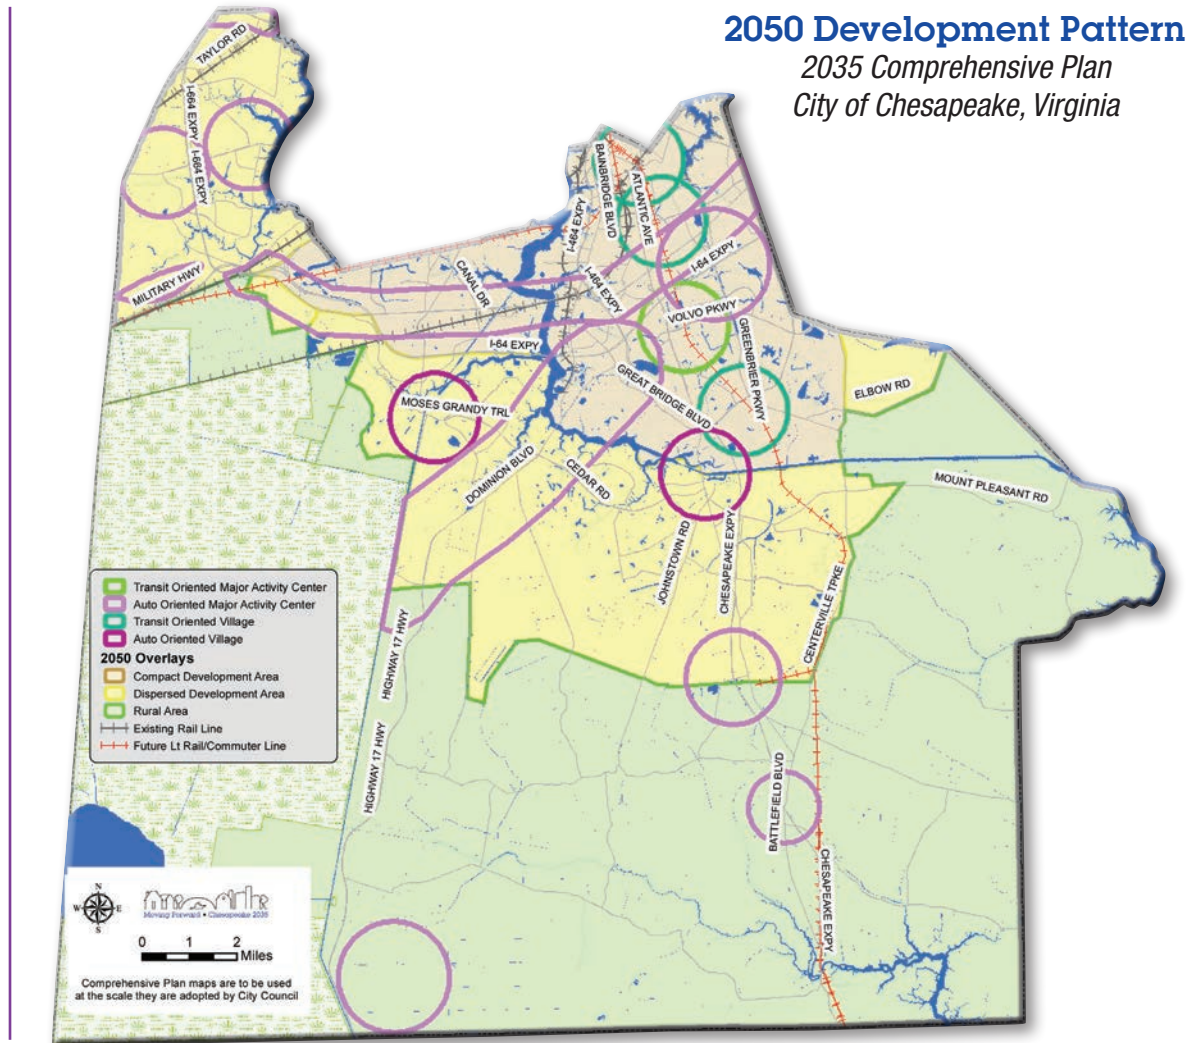 2050 Development Pattern
2035 Comprehensive Plan
City of Chesapeake, Virginia
TAYLOR RD
I-664 EXPY
I-664 EXPY
MILITARY HWY
BAINBRIDGE BLVD
ATLANTIC AVE
I-464 EXPY
CANAL DR
I-464 EXPY
I-64 EXPY
VOLVO PKWY
I-64 EXPY
GREENBRIER PKWY
GREAT BRIDGE BLVD
ELBOW RD
MOSES GRANDY TRL
DOMINION BLVD
CEDAR RD
MOUNT PLEASANT RD
JOHNSTOWN RD
CHESAPEAKE EXPY
CENTERVILLE TPKE
HIGHWAY 17 HWY
HIGHWAY 17 HWY
BATTLEFIELD BLVD
CHESAPEAKE EXPY
Transit Oriented Major Activity Center
Auto Oriented Major Activity Center
Transit Oriented Village
Auto Oriented Village
2050 Overlays
Compact Development Area
Dispersed Development Area
Rural Area
Existing Rail Line
Future Lt Rail/Commuter Line
N
W E
S
Moving Forward • Chesapeake 2035
0 1 2
Miles
Comprehensive Plan maps are to be used
at the scale they are adopted by City Council